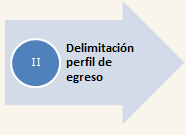 II
Delimitación
perfil de
egreso